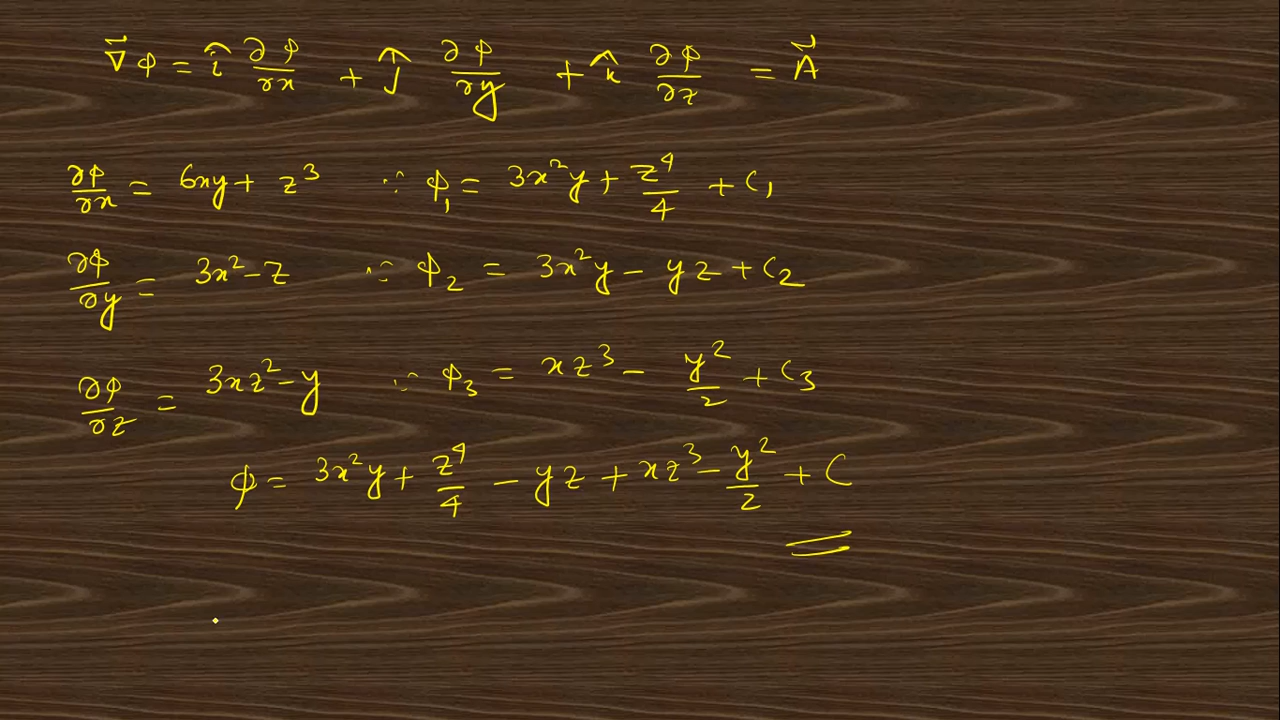 ∇⃗ φ = î ∂φ/∂x + ĵ ∂φ/∂y + k̂ ∂φ/∂z = A⃗
∂φ/∂x = 6xy + z³ ∵ φ₁ = 3x²y + z⁴/4 + C₁
∂φ/∂y = 3x² - z ∵ φ₂ = 3x²y - yz + C₂
∂φ/∂z = 3xz² - y ∵ φ₃ = xz³ - y²/2 + C₃
φ = 3x²y + z⁴/4 - yz + xz³ - y²/2 + C